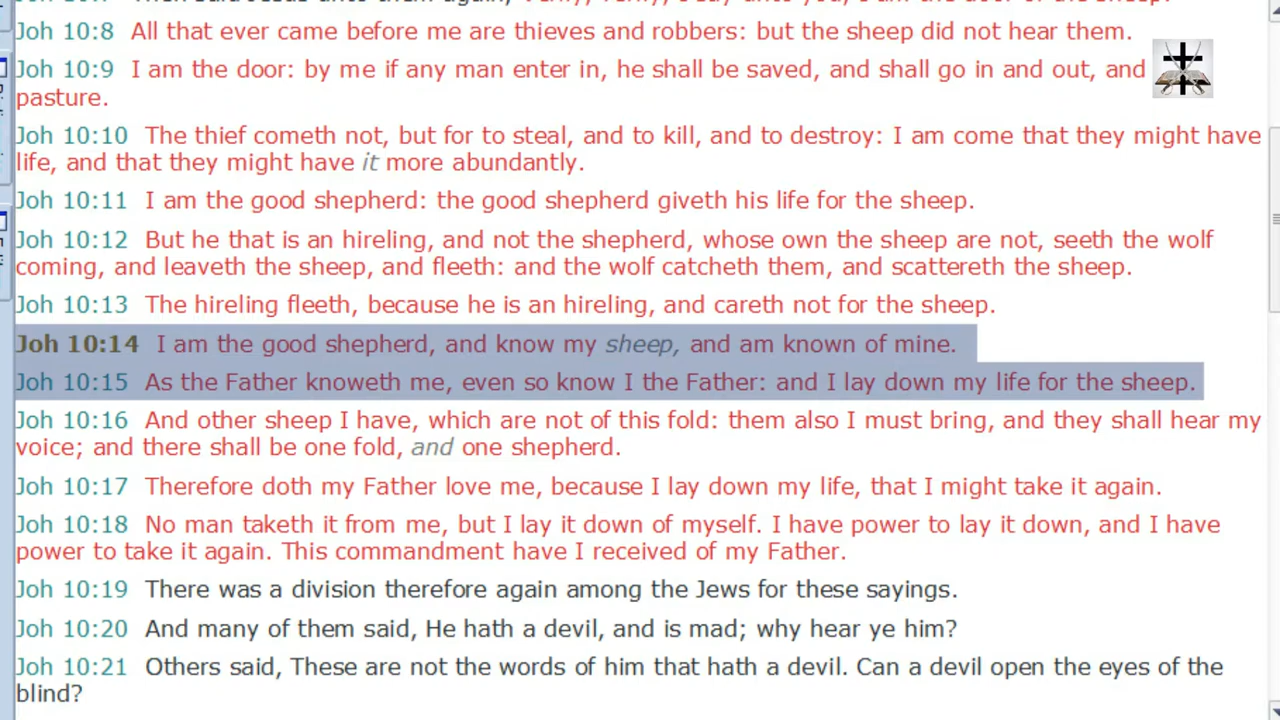 Joh 10:8 All that ever came before me are thieves and robbers: but the sheep did not hear them.
Joh 10:9 I am the door: by me if any man enter in, he shall be saved, and shall go in and out, and
pasture.
Joh 10:10 The thief cometh not, but for to steal, and to kill, and to destroy: I am come that they might have
life, and that they might have it more abundantly.
Joh 10:11 I am the good shepherd: the good shepherd giveth his life for the sheep.
Joh 10:12 But he that is an hireling, and not the shepherd, whose own the sheep are not, seeth the wolf
coming, and leaveth the sheep, and fleeth: and the wolf catcheth them, and scattereth the sheep.
Joh 10:13 The hireling fleeth, because he is an hireling, and careth not for the sheep.
Joh 10:14 I am the good shepherd, and know my sheep, and am known of mine.
Joh 10:15 As the Father knoweth me, even so know I the Father: and I lay down my life for the sheep.
Joh 10:16 And other sheep I have, which are not of this fold: them also I must bring, and they shall hear my
voice; and there shall be one fold, and one shepherd.
Joh 10:17 Therefore doth my Father love me, because I lay down my life, that I might take it again.
Joh 10:18 No man taketh it from me, but I lay it down of myself. I have power to lay it down, and I have
power to take it again. This commandment have I received of my Father.
Joh 10:19 There was a division therefore again among the Jews for these sayings.
Joh 10:20 And many of them said, He hath a devil, and is mad; why hear ye him?
Joh 10:21 Others said, These are not the words of him that hath a devil. Can a devil open the eyes of the
blind?